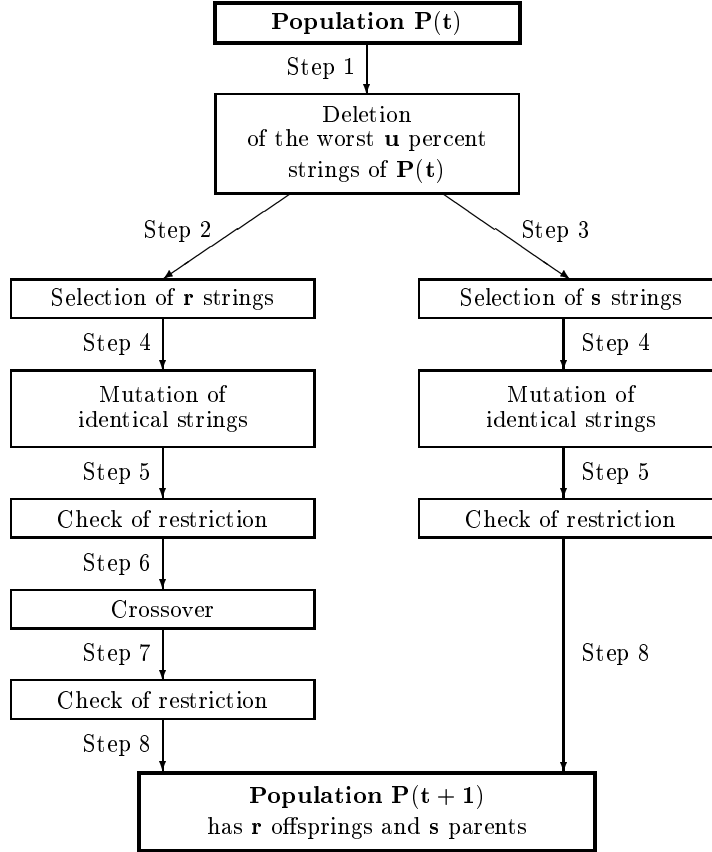 Population P(t)
Step 1
Deletion
of the worst u percent
strings of P(t)
Step 2
Step 3
Selection of r strings
Selection of s strings
Step 4
Step 4
Mutation of
identical strings
Mutation of
identical strings
Step 5
Step 5
Check of restriction
Check of restriction
Step 6
Crossover
Step 7
Step 8
Check of restriction
Step 8
Population P(t + 1)
has r offsprings and s parents